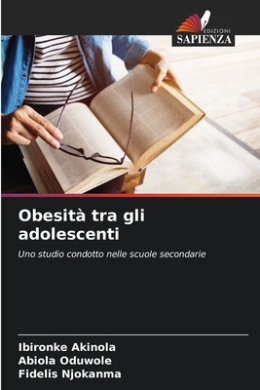 EDIZIONI
SAPIENZA
Obesità tra gli
adolescenti
Uno studio condotto nelle scuole secondarie
Ibironke Akinola
Abiola Oduwole
Fidelis Njokanma